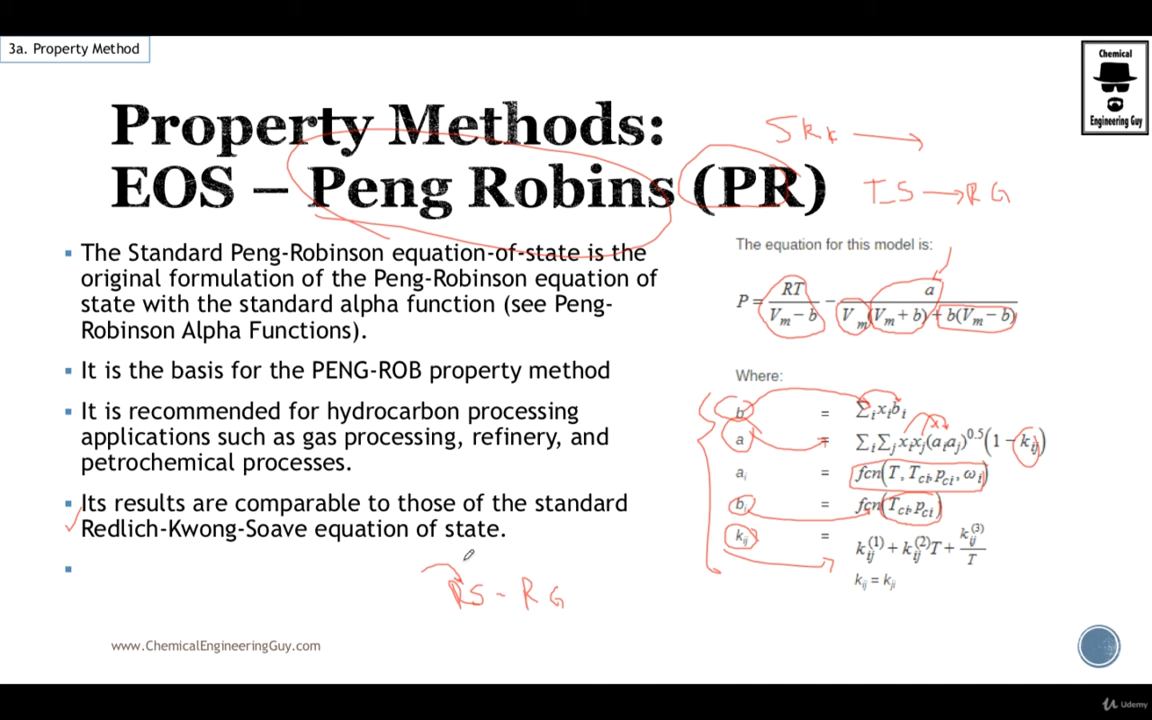 3a. Property Method
Chemical
Engineering Guy
Property Methods:
EOS – Peng Robins (PR)
SRK →
IS → RG
The Standard Peng-Robinson equation-of-state is the
original formulation of the Peng-Robinson equation of
state with the standard alpha function (see Peng-
Robinson Alpha Functions).
It is the basis for the PENG-ROB property method
It is recommended for hydrocarbon processing
applications such as gas processing, refinery, and
petrochemical processes.
Its results are comparable to those of the standard
Redlich-Kwong-Soave equation of state.
RS - RG
The equation for this model is:
P = RT / (Vm − b) − a / (Vm(Vm + b) + b(Vm − b))
Where:
b = ∑i xi bi
a = ∑i ∑j xi xj (ai aj)^0.5 (1 − kij)
ai = fcn(T, Tci, pci, ωi)
bi = fcn(Tci, pci)
kij = kij^(1) + kij^(2) T + kij^(3) / T
kij = kji
www.ChemicalEngineeringGuy.com
Udemy